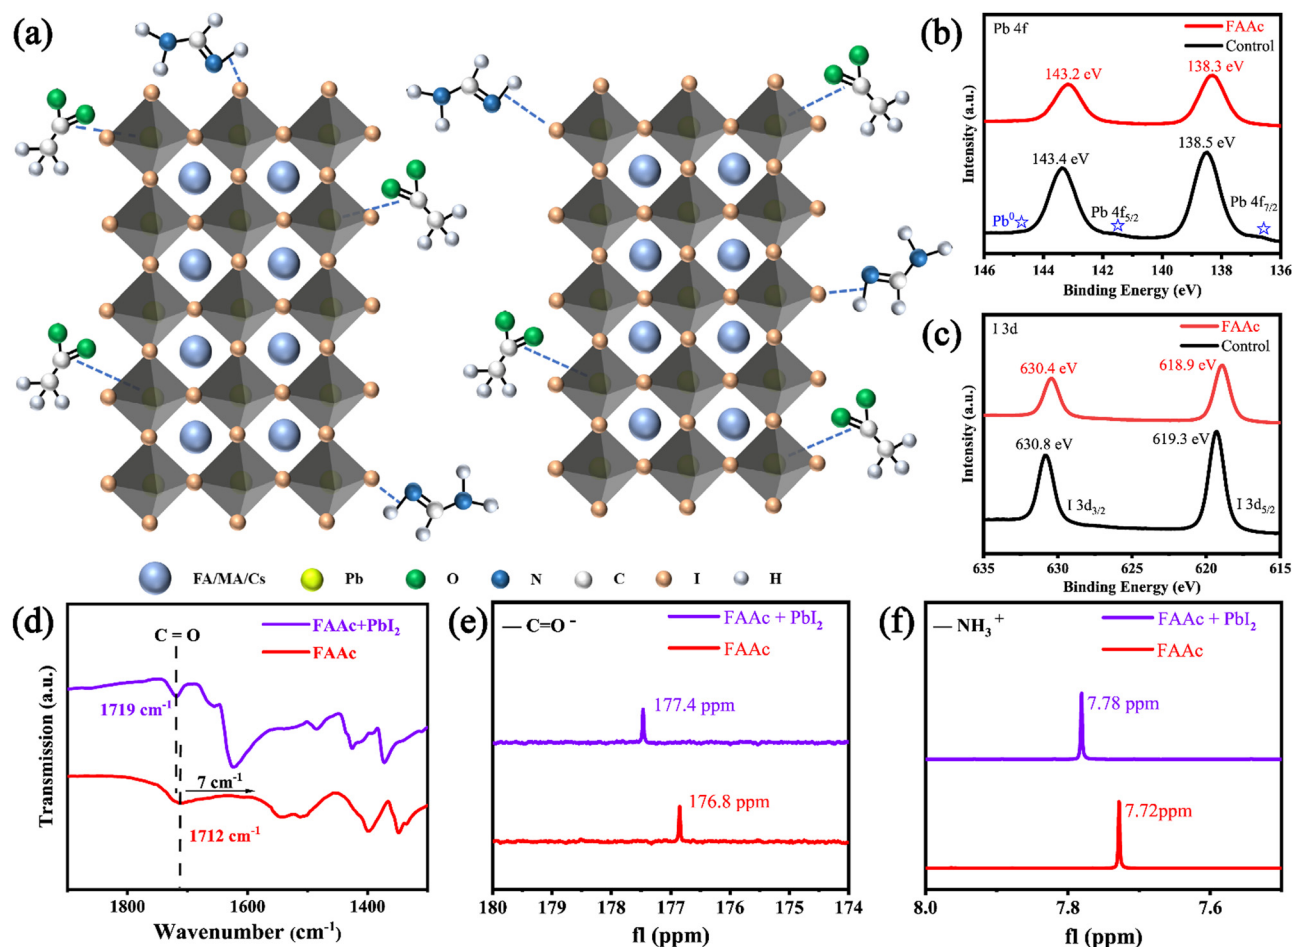 (a)
FA/MA/Cs Pb O N C I H
(b)
Pb 4f
FAAc
Control
143.2 eV
138.3 eV
143.4 eV
138.5 eV
Pb⁰☆
Pb 4f5/2
☆
Pb 4f7/2
☆
Intensity (a.u.)
146 144 142 140 138 136
Binding Energy (eV)
(c)
I 3d
FAAc
Control
630.4 eV
618.9 eV
630.8 eV
619.3 eV
I 3d3/2
I 3d5/2
Intensity (a.u.)
635 630 625 620 615
Binding Energy (eV)
(d)
C = O
FAAc+PbI₂
FAAc
1719 cm⁻¹
7 cm⁻¹
1712 cm⁻¹
Transmission (a.u.)
1800 1600 1400
Wavenumber (cm⁻¹)
(e)
— C=O ⁻
FAAc + PbI₂
FAAc
177.4 ppm
176.8 ppm
180 179 178 177 176 175 174
fl (ppm)
(f)
— NH₃⁺
FAAc + PbI₂
FAAc
7.78 ppm
7.72ppm
8.0 7.8 7.6
fl (ppm)